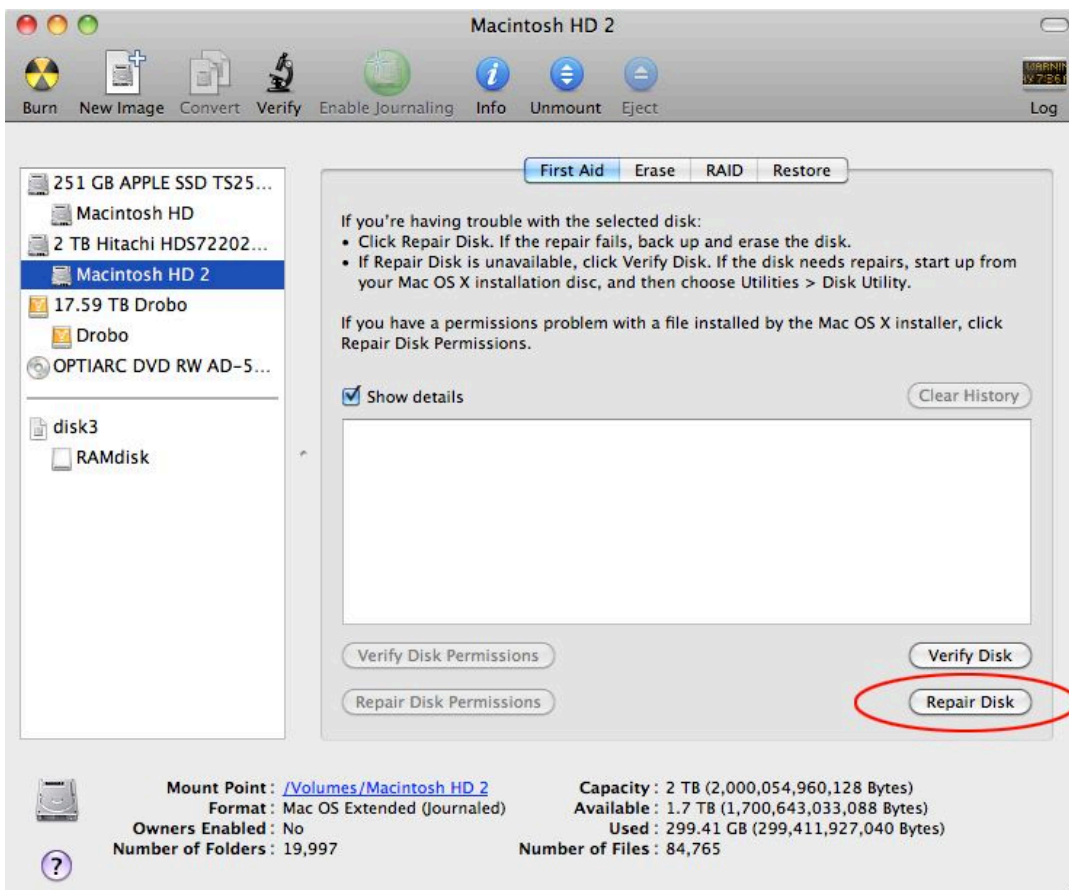 Macintosh HD 2
Burn New Image Convert Verify Enable Journaling Info Unmount Eject Log
251 GB APPLE SSD TS25...
Macintosh HD
2 TB Hitachi HDS72202...
Macintosh HD 2
17.59 TB Drobo
Drobo
OPTIARC DVD RW AD-5...
disk3
RAMdisk
First Aid Erase RAID Restore
If you're having trouble with the selected disk:
• Click Repair Disk. If the repair fails, back up and erase the disk.
• If Repair Disk is unavailable, click Verify Disk. If the disk needs repairs, start up from
your Mac OS X installation disc, and then choose Utilities > Disk Utility.
If you have a permissions problem with a file installed by the Mac OS X installer, click
Repair Disk Permissions.
Show details
Clear History
Verify Disk Permissions
Verify Disk
Repair Disk Permissions
Repair Disk
Mount Point : /Volumes/Macintosh HD 2
Format : Mac OS Extended (Journaled)
Owners Enabled : No
Number of Folders : 19,997
Capacity : 2 TB (2,000,054,960,128 Bytes)
Available : 1.7 TB (1,700,643,033,088 Bytes)
Used : 299.41 GB (299,411,927,040 Bytes)
Number of Files : 84,765
?